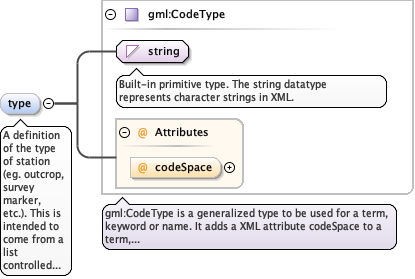 gml:CodeType
string
Built-in primitive type. The string datatype
represents character strings in XML.
type
A definition
of the type
of station
(eg. outcrop,
survey
marker,
etc.). This is
intended to
come from a
list
controlled...
@ Attributes
@ codeSpace
gml:CodeType is a generalized type to be used for a term,
keyword or name. It adds a XML attribute codeSpace to a
term,...